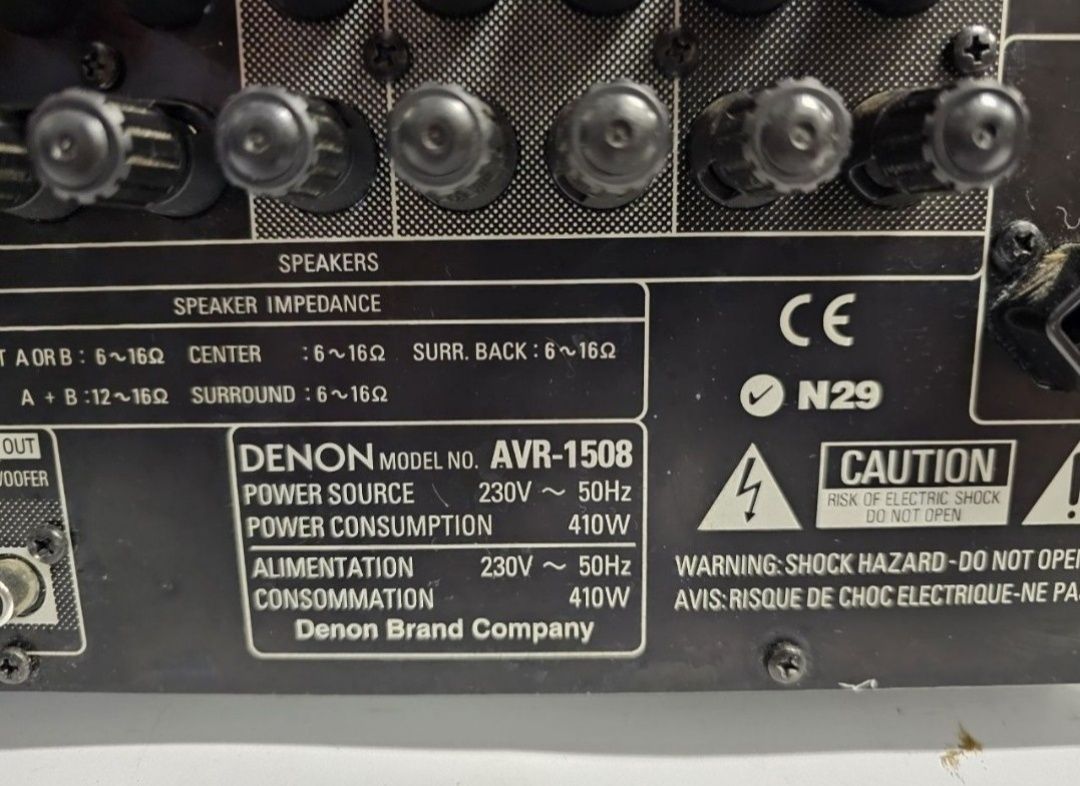 SPEAKERS
SPEAKER IMPEDANCE
A OR B : 6~16Ω CENTER : 6~16Ω SURR. BACK : 6~16Ω
A + B : 12~16Ω SURROUND : 6~16Ω
CE
N29
OUT
DENON MODEL NO. AVR-1508
POWER SOURCE 230V ~ 50Hz
POWER CONSUMPTION 410W
ALIMENTATION 230V ~ 50Hz
CONSOMMATION 410W
Denon Brand Company
CAUTION
RISK OF ELECTRIC SHOCK
DO NOT OPEN
WARNING: SHOCK HAZARD - DO NOT OPE
AVIS: RISQUE DE CHOC ELECTRIQUE-NE PA